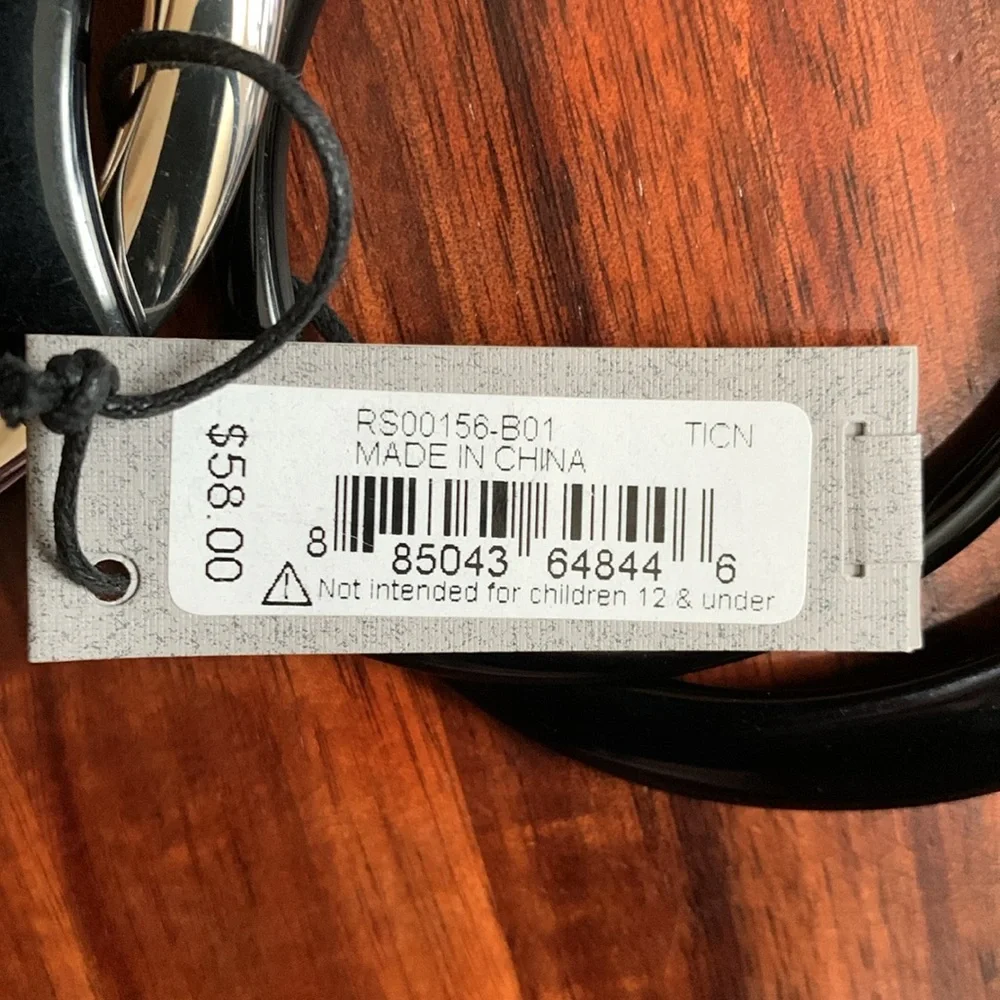 RS00156-B01
TICN
MADE IN CHINA
$58.00
8 85043 64844 6
Not intended for children 12 & under